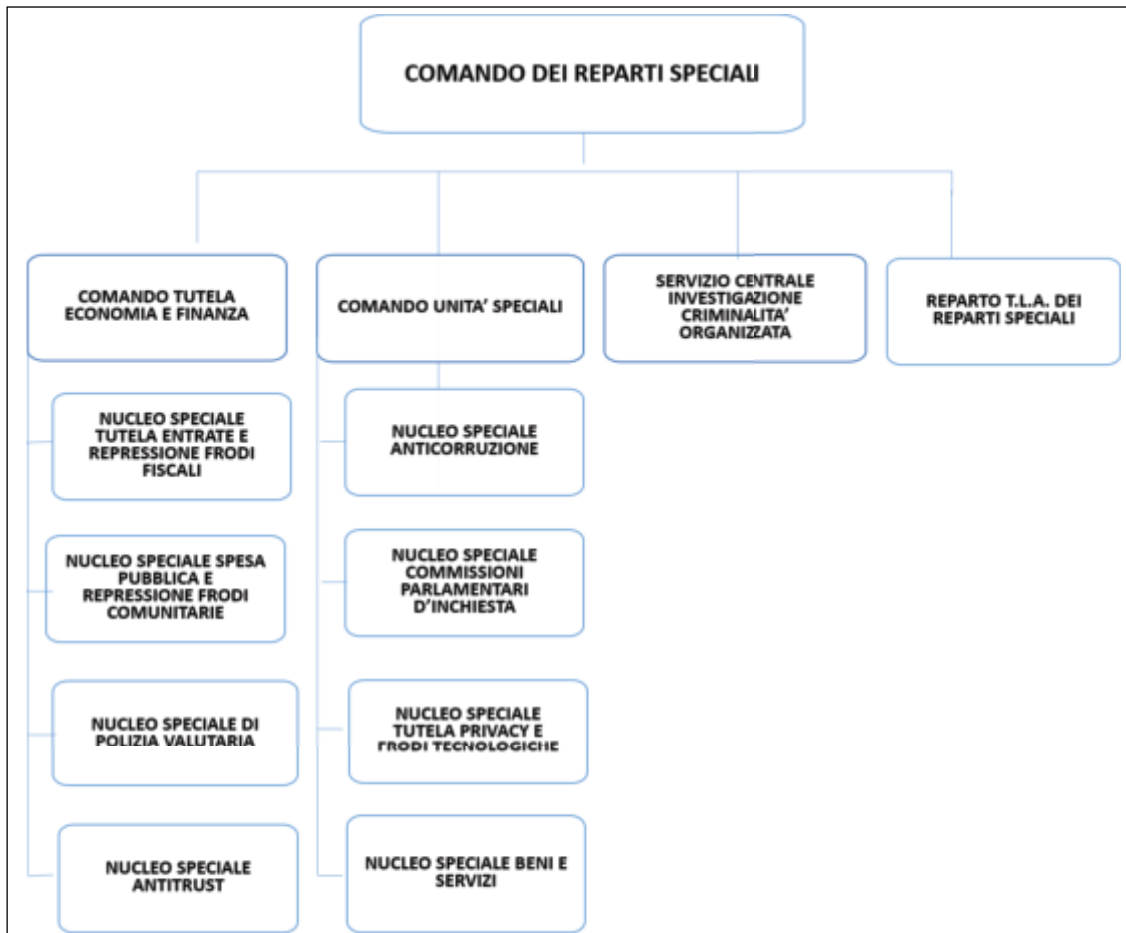 COMANDO DEI REPARTI SPECIALI
COMANDO TUTELA
ECONOMIA E FINANZA
COMANDO UNITA' SPECIALI
SERVIZIO CENTRALE
INVESTIGAZIONE
CRIMINALITA'
ORGANIZZATA
REPARTO T.L.A. DEI
REPARTI SPECIALI
NUCLEO SPECIALE
TUTELA ENTRATE E
REPRESSIONE FRODI
FISCALI
NUCLEO SPECIALE
ANTICORRUZIONE
NUCLEO SPECIALE SPESA
PUBBLICA E
REPRESSIONE FRODI
COMUNITARIE
NUCLEO SPECIALE
COMMISSIONI
PARLAMENTARI
D'INCHIESTA
NUCLEO SPECIALE DI
POLIZIA VALUTARIA
NUCLEO SPECIALE
TUTELA PRIVACY E
FRODI TECNOLOGICHE
NUCLEO SPECIALE
ANTITRUST
NUCLEO SPECIALE BENI E
SERVIZI